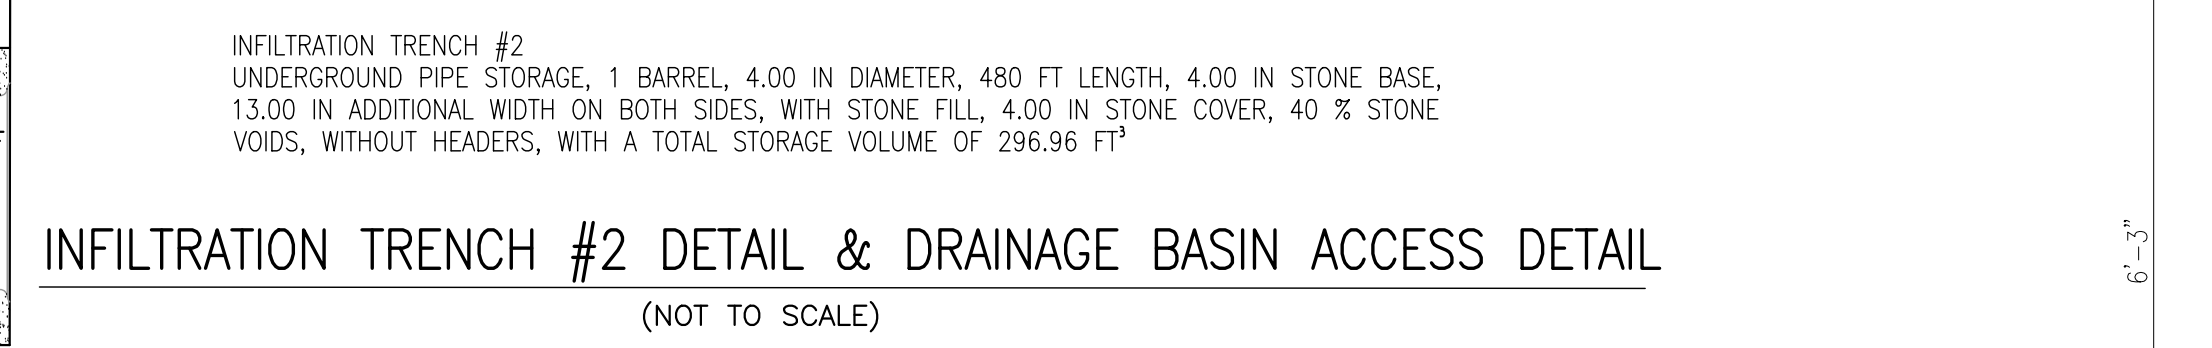 INFILTRATION TRENCH #2
UNDERGROUND PIPE STORAGE, 1 BARREL, 4.00 IN DIAMETER, 480 FT LENGTH, 4.00 IN STONE BASE,
13.00 IN ADDITIONAL WIDTH ON BOTH SIDES, WITH STONE FILL, 4.00 IN STONE COVER, 40 % STONE
VOIDS, WITHOUT HEADERS, WITH A TOTAL STORAGE VOLUME OF 296.96 FT³
INFILTRATION TRENCH #2 DETAIL & DRAINAGE BASIN ACCESS DETAIL
(NOT TO SCALE)
6'-3"